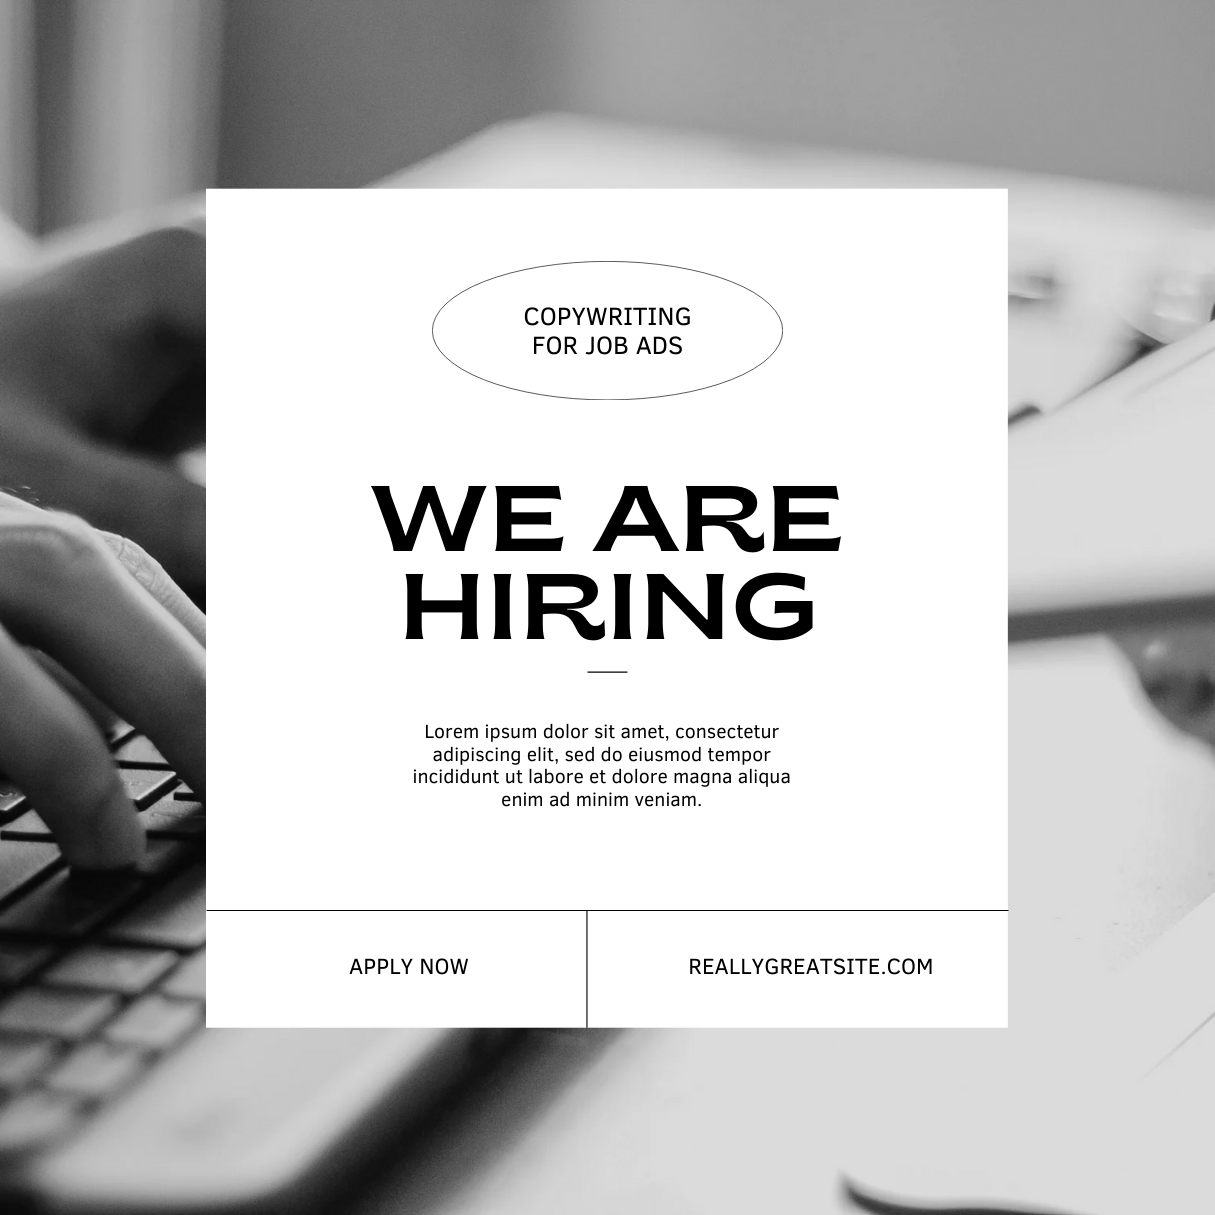 COPYWRITING
FOR JOB ADS
WE ARE
HIRING
Lorem ipsum dolor sit amet, consectetur
adipiscing elit, sed do eiusmod tempor
incididunt ut labore et dolore magna aliqua
enim ad minim veniam.
APPLY NOW
REALLYGREATSITE.COM